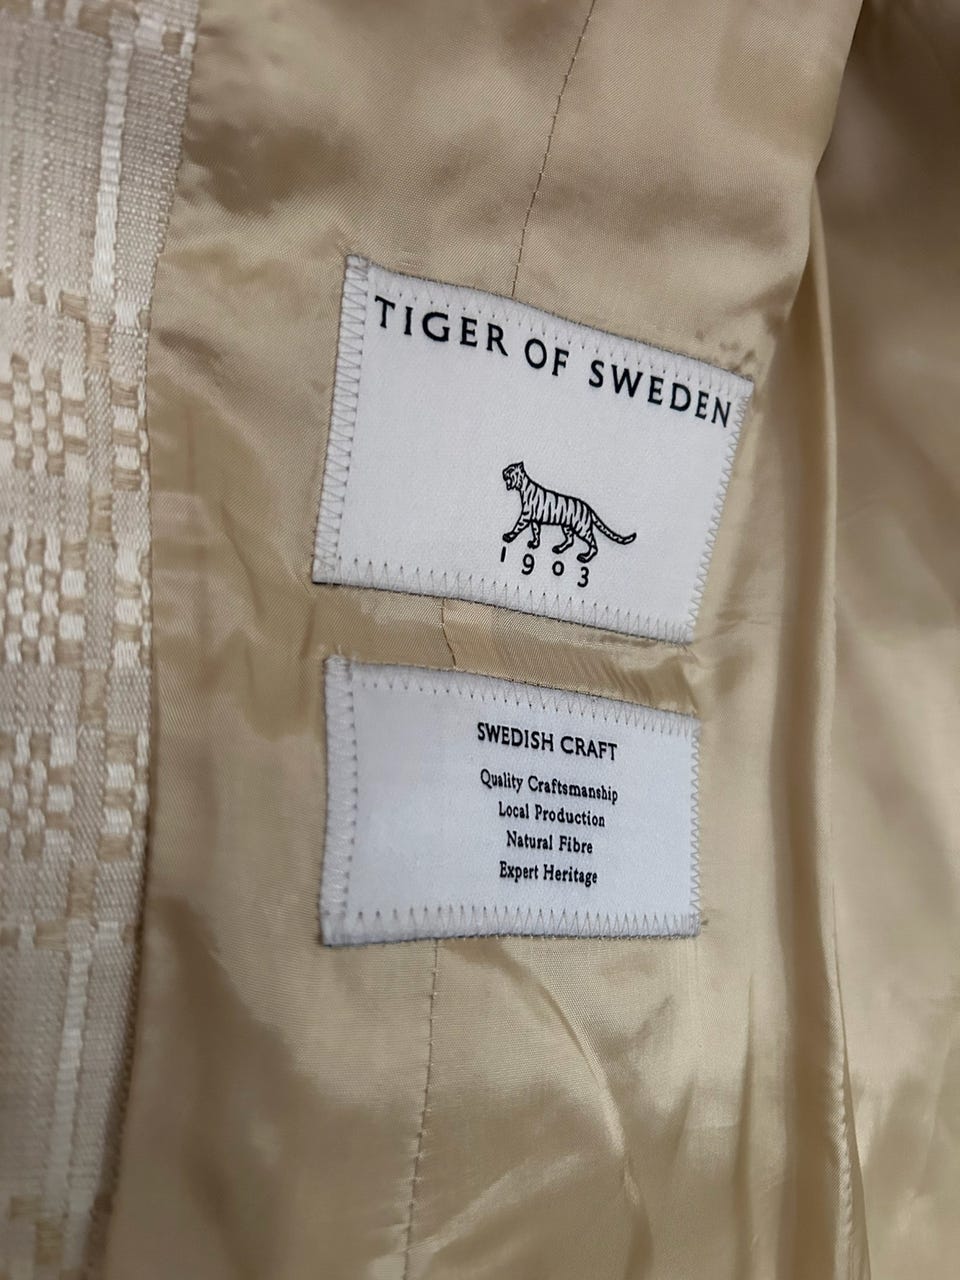 TIGER OF SWEDEN
1903
SWEDISH CRAFT
Quality Craftsmanship
Local Production
Natural Fibre
Expert Heritage